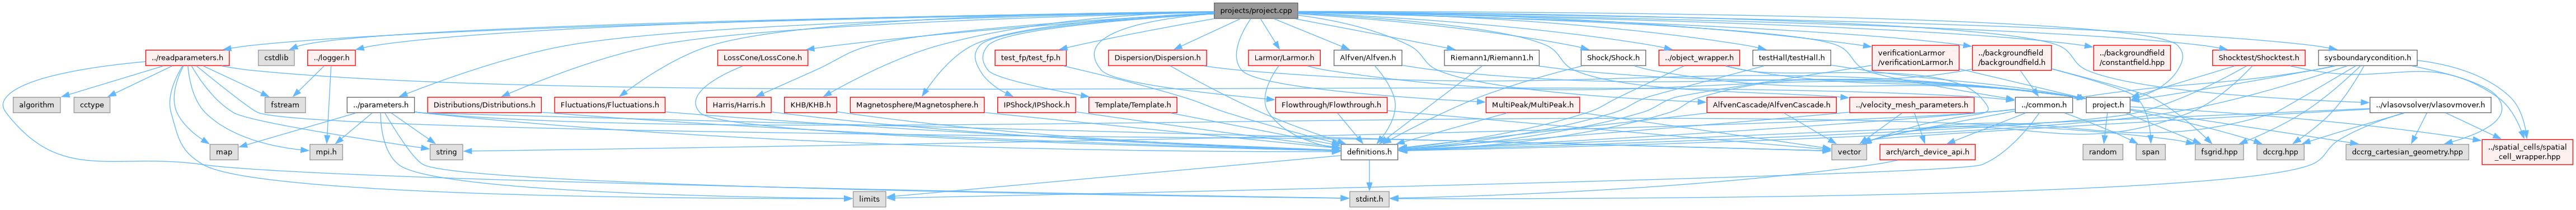 projects/project.cpp
../readparameters.h
cstdlib
../logger.h
LossCone/LossCone.h
test_fp/test_fp.h
Dispersion/Dispersion.h
Larmor/Larmor.h
Alfven/Alfven.h
Riemann1/Riemann1.h
Shock/Shock.h
../object_wrapper.h
testHall/testHall.h
verificationLarmor
/verificationLarmor.h
../backgroundfield
/backgroundfield.h
../backgroundfield
/constantfield.hpp
Shocktest/Shocktest.h
sysboundarycondition.h
algorithm
cctype
fstream
../parameters.h
Distributions/Distributions.h
Fluctuations/Fluctuations.h
Harris/Harris.h
KHB/KHB.h
Magnetosphere/Magnetosphere.h
IPShock/IPShock.h
Template/Template.h
Flowthrough/Flowthrough.h
MultiPeak/MultiPeak.h
AlfvenCascade/AlfvenCascade.h
../velocity_mesh_parameters.h
../common.h
project.h
../vlasovsolver/vlasovmover.h
map
mpi.h
string
definitions.h
vector
arch/arch_device_api.h
random
span
fsgrid.hpp
dccrg.hpp
dccrg_cartesian_geometry.hpp
../spatial_cells/spatial
_cell_wrapper.hpp
limits
stdint.h